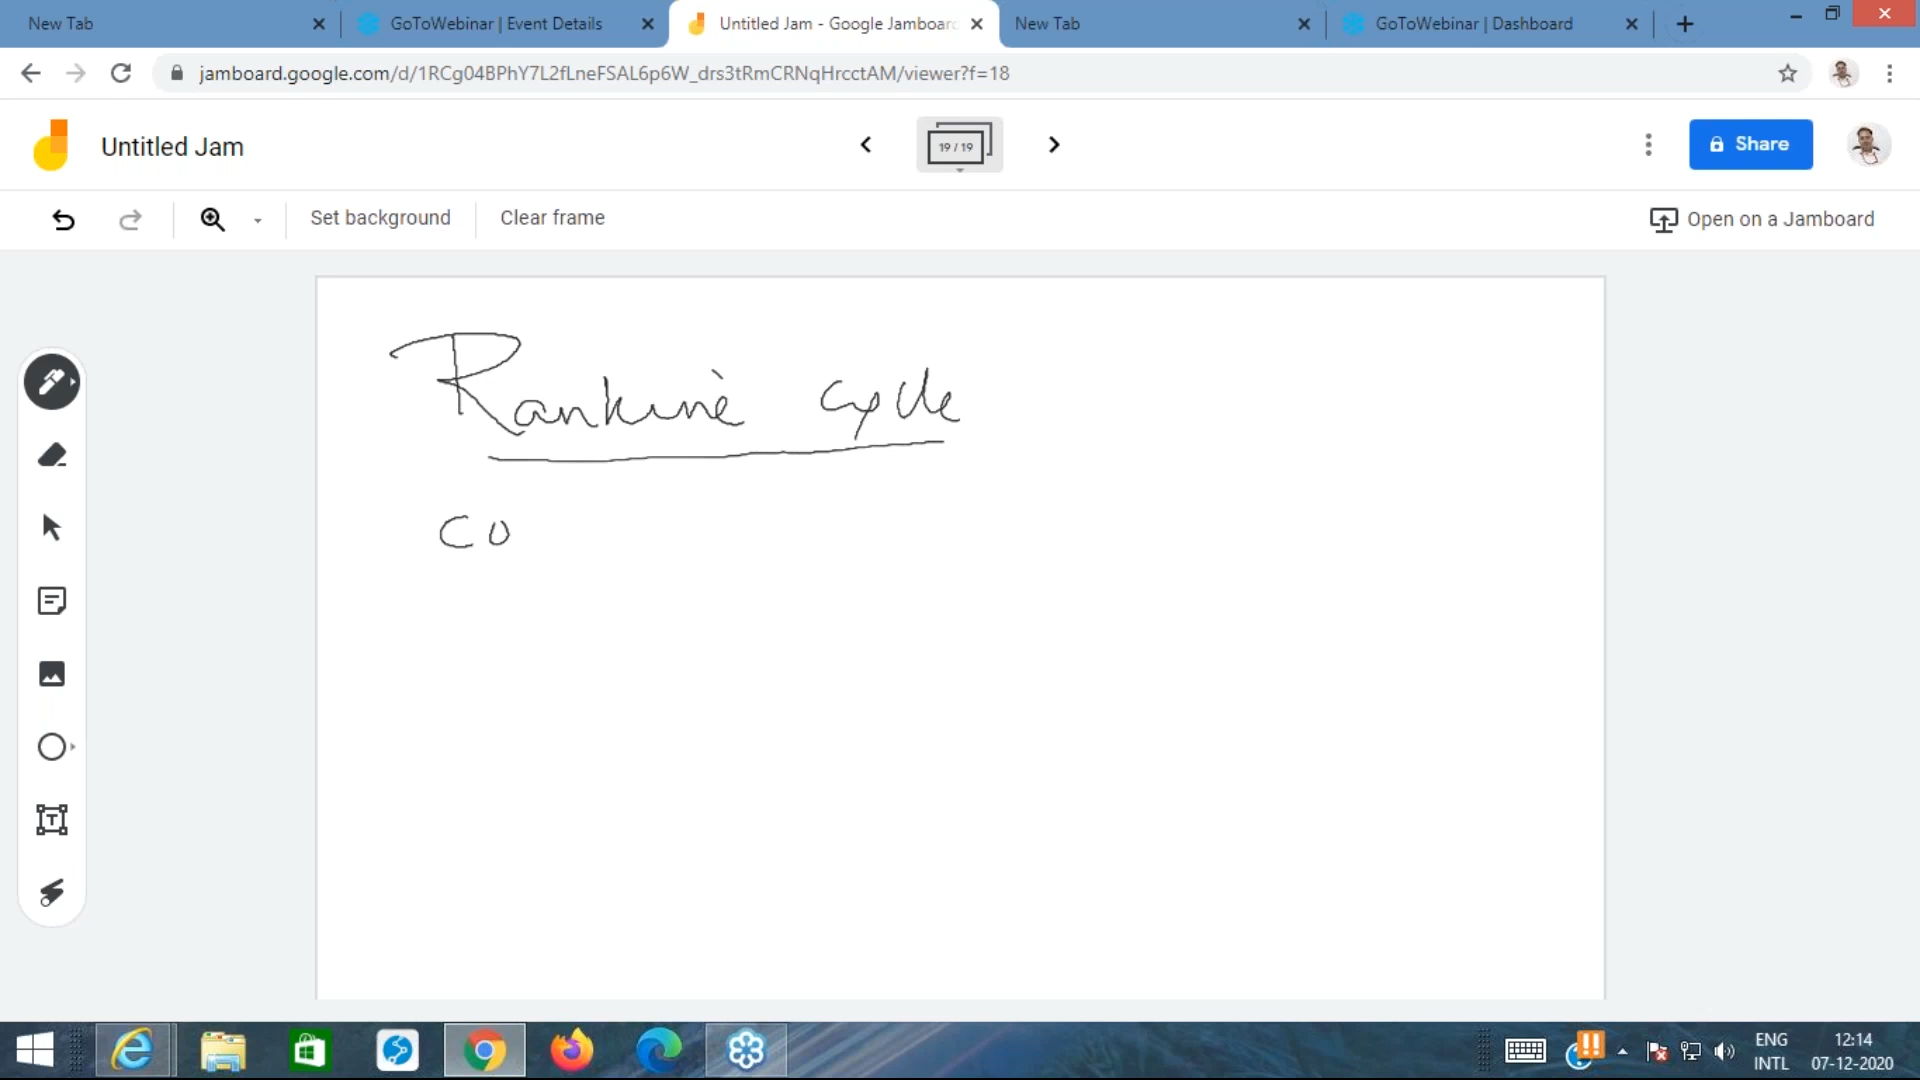 New Tab
GoToWebinar | Event Details
Untitled Jam - Google Jamboard
New Tab
GoToWebinar | Dashboard
jamboard.google.com/d/1RCg04BPhY7L2fLneFSAL6p6W_drs3tRmCRNqHrcctAM/viewer?f=18
Untitled Jam
19 / 19
Share
Set background
Clear frame
Open on a Jamboard
Rankine cycle
CO
ENG
INTL
12:14
07-12-2020